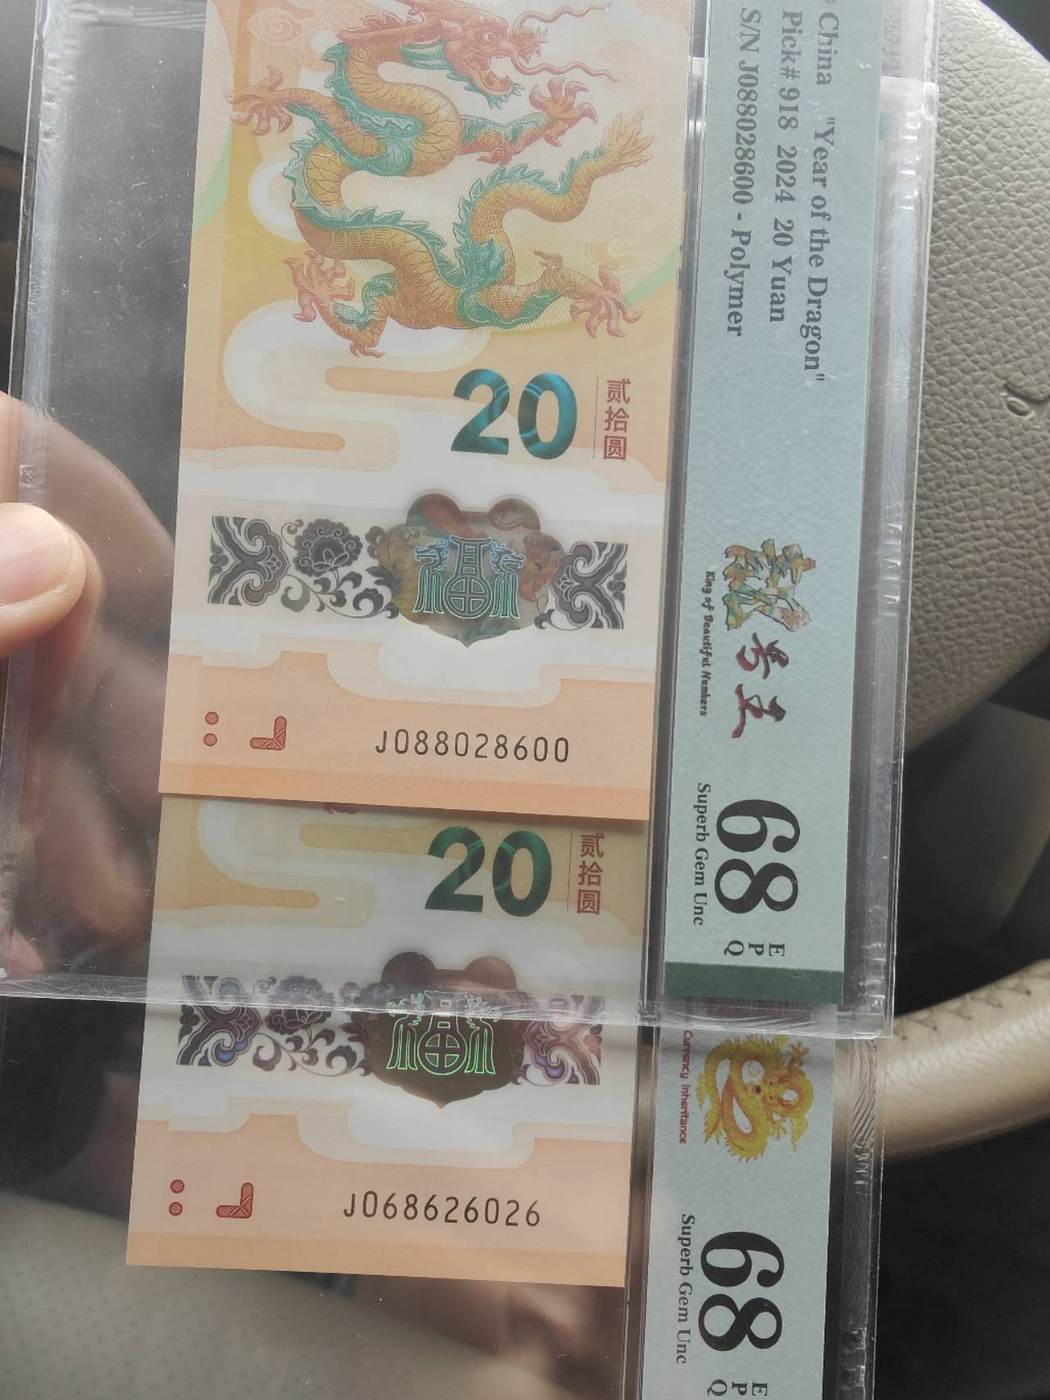 China "Year of the Dragon"
Pick# 918 2024 20 Yuan
S/N J088028600 - Polymer
King of Beautiful Numbers
68
EPQ
Superb Gem Unc
20
贰拾圆
J088028600
20
贰拾圆
J068626026
Currency Inheritance
68
EPQ
Superb Gem Unc